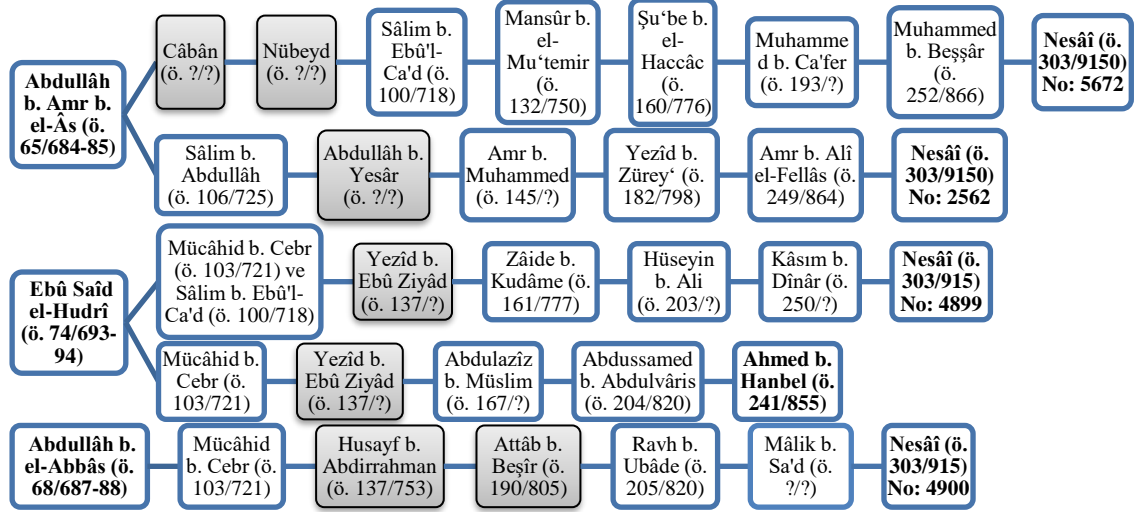 Abdullâh
b. Amr b.
el-Âs (ö.
65/684-85)
Câbân
(ö. ?/?)
Nübeyd
(ö. ?/?)
Sâlim b.
Ebû'l-
Ca'd (ö.
100/718)
Mansûr b.
el-
Mu‘temir
(ö.
132/750)
Şu‘be b.
el-
Haccâc
(ö.
160/776)
Muhamme
d b. Ca'fer
(ö. 193/?)
Muhammed
b. Beşşâr
(ö.
252/866)
Nesâî (ö.
303/9150)
No: 5672
Sâlim b.
Abdullâh
(ö. 106/725)
Abdullâh b.
Yesâr
(ö. ?/?)
Amr b.
Muhammed
(ö. 145/?)
Yezîd b.
Zürey‘ (ö.
182/798)
Amr b. Alî
el-Fellâs (ö.
249/864)
Nesâî (ö.
303/9150)
No: 2562
Ebû Saîd
el-Hudrî
(ö. 74/693-
94)
Mücâhid b. Cebr
(ö. 103/721) ve
Sâlim b. Ebû'l-
Ca'd (ö. 100/718)
Yezîd b.
Ebû Ziyâd
(ö. 137/?)
Zâide b.
Kudâme (ö.
161/777)
Hüseyin
b. Ali
(ö. 203/?)
Kâsım b.
Dînâr (ö.
250/?)
Nesâî (ö.
303/915)
No: 4899
Mücâhid b.
Cebr (ö.
103/721)
Yezîd b.
Ebû Ziyâd
(ö. 137/?)
Abdulazîz
b. Müslim
(ö. 167/?)
Abdussamed
b. Abdulvâris
(ö. 204/820)
Ahmed b.
Hanbel (ö.
241/855)
Abdullâh b.
el-Abbâs (ö.
68/687-88)
Mücâhid
b. Cebr (ö.
103/721)
Husayf b.
Abdirrahman
(ö. 137/753)
Attâb b.
Beşîr (ö.
190/805)
Ravh b.
Ubâde (ö.
205/820)
Mâlik b.
Sa'd (ö.
?/?)
Nesâî (ö.
303/915)
No: 4900